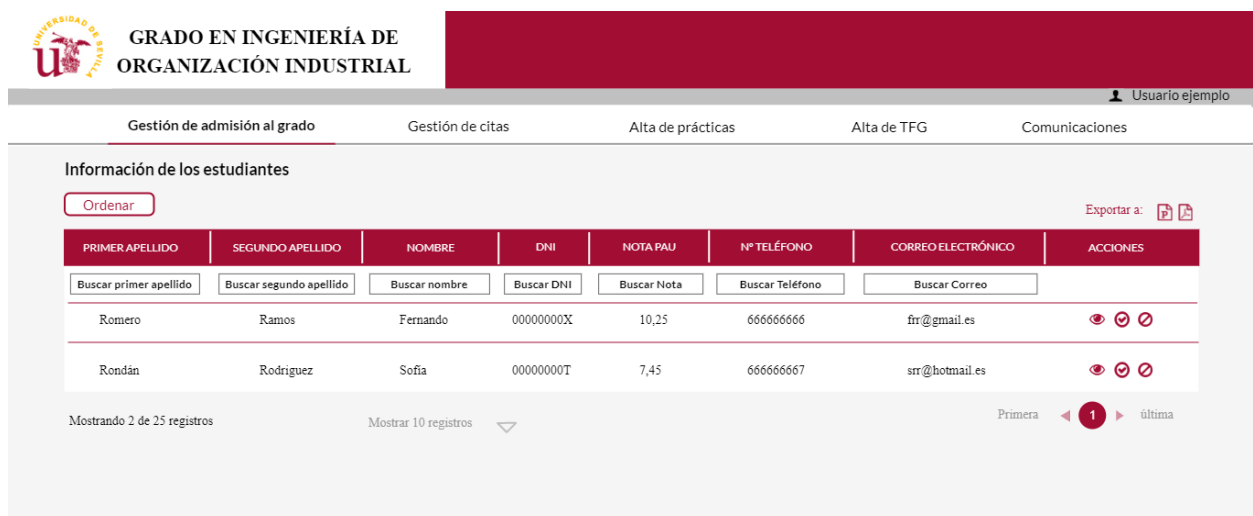 UNIVERSIDAD DE SEVILLA
GRADO EN INGENIERÍA DE
ORGANIZACIÓN INDUSTRIAL
Usuario ejemplo
Gestión de admisión al grado Gestión de citas Alta de prácticas Alta de TFG Comunicaciones
Información de los estudiantes
Ordenar
Exportar a:
PRIMER APELLIDO SEGUNDO APELLIDO NOMBRE DNI NOTA PAU Nº TELÉFONO CORREO ELECTRÓNICO ACCIONES
Buscar primer apellido Buscar segundo apellido Buscar nombre Buscar DNI Buscar Nota Buscar Teléfono Buscar Correo
Romero Ramos Fernando 00000000X 10,25 666666666 frr@gmail.es
Rondán Rodriguez Sofía 00000000T 7,45 666666667 srr@hotmail.es
Mostrando 2 de 25 registros Mostrar 10 registros Primera 1 última